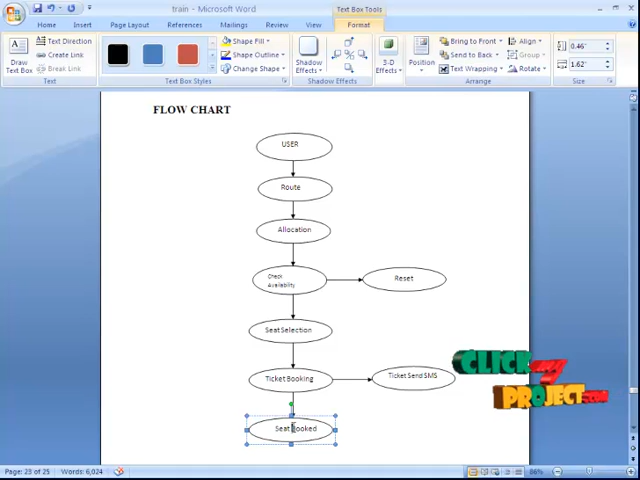 train - Microsoft Word
Text Box Tools
Home Insert Page Layout References Mailings Review View Format
Draw Text Box
Text Direction
Create Link
Break Link
Text
Text Box Styles
Shape Fill
Shape Outline
Change Shape
Shadow Effects
Shadow Effects
3-D Effects
Position
Bring to Front
Send to Back
Text Wrapping
Align
Group
Rotate
Arrange
0.46"
1.62"
Size
FLOW CHART
USER
Route
Allocation
Check
Availability
Reset
Seat Selection
Ticket Booking
Ticket Send SMS
Seat Booked
CLICK my
PROJECT.COM
Page: 23 of 25 Words: 6,024
86%